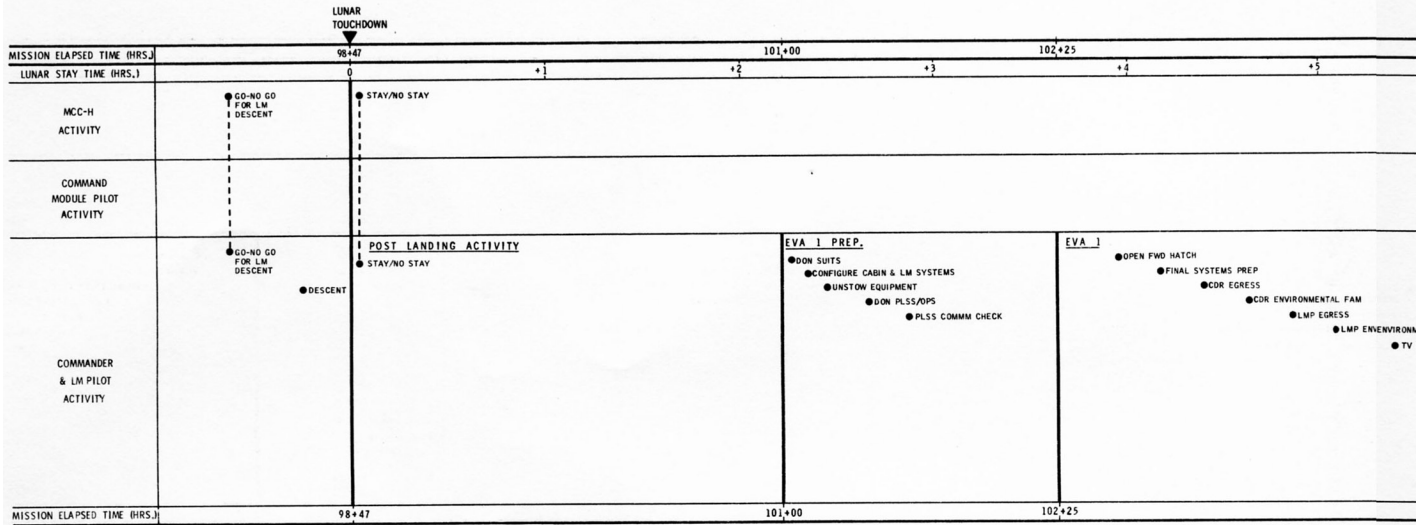 LUNAR
TOUCHDOWN
MISSION ELAPSED TIME (HRS.) 98+47 101+00 102+25
LUNAR STAY TIME (HRS.) 0 +1 +2 +3 +4 +5
MCC-H
ACTIVITY
GO-NO GO
FOR LM
DESCENT
STAY/NO STAY
COMMAND
MODULE PILOT
ACTIVITY
COMMANDER
& LM PILOT
ACTIVITY
GO-NO GO
FOR LM
DESCENT
DESCENT
POST LANDING ACTIVITY
STAY/NO STAY
EVA 1 PREP.
DON SUITS
CONFIGURE CABIN & LM SYSTEMS
UNSTOW EQUIPMENT
DON PLSS/OPS
PLSS COMMM CHECK
EVA 1
OPEN FWD HATCH
FINAL SYSTEMS PREP
CDR EGRESS
CDR ENVIRONMENTAL FAM
LMP EGRESS
LMP ENVENVIRONM
TV
MISSION ELAPSED TIME (HRS.) 98+47 101+00 102+25